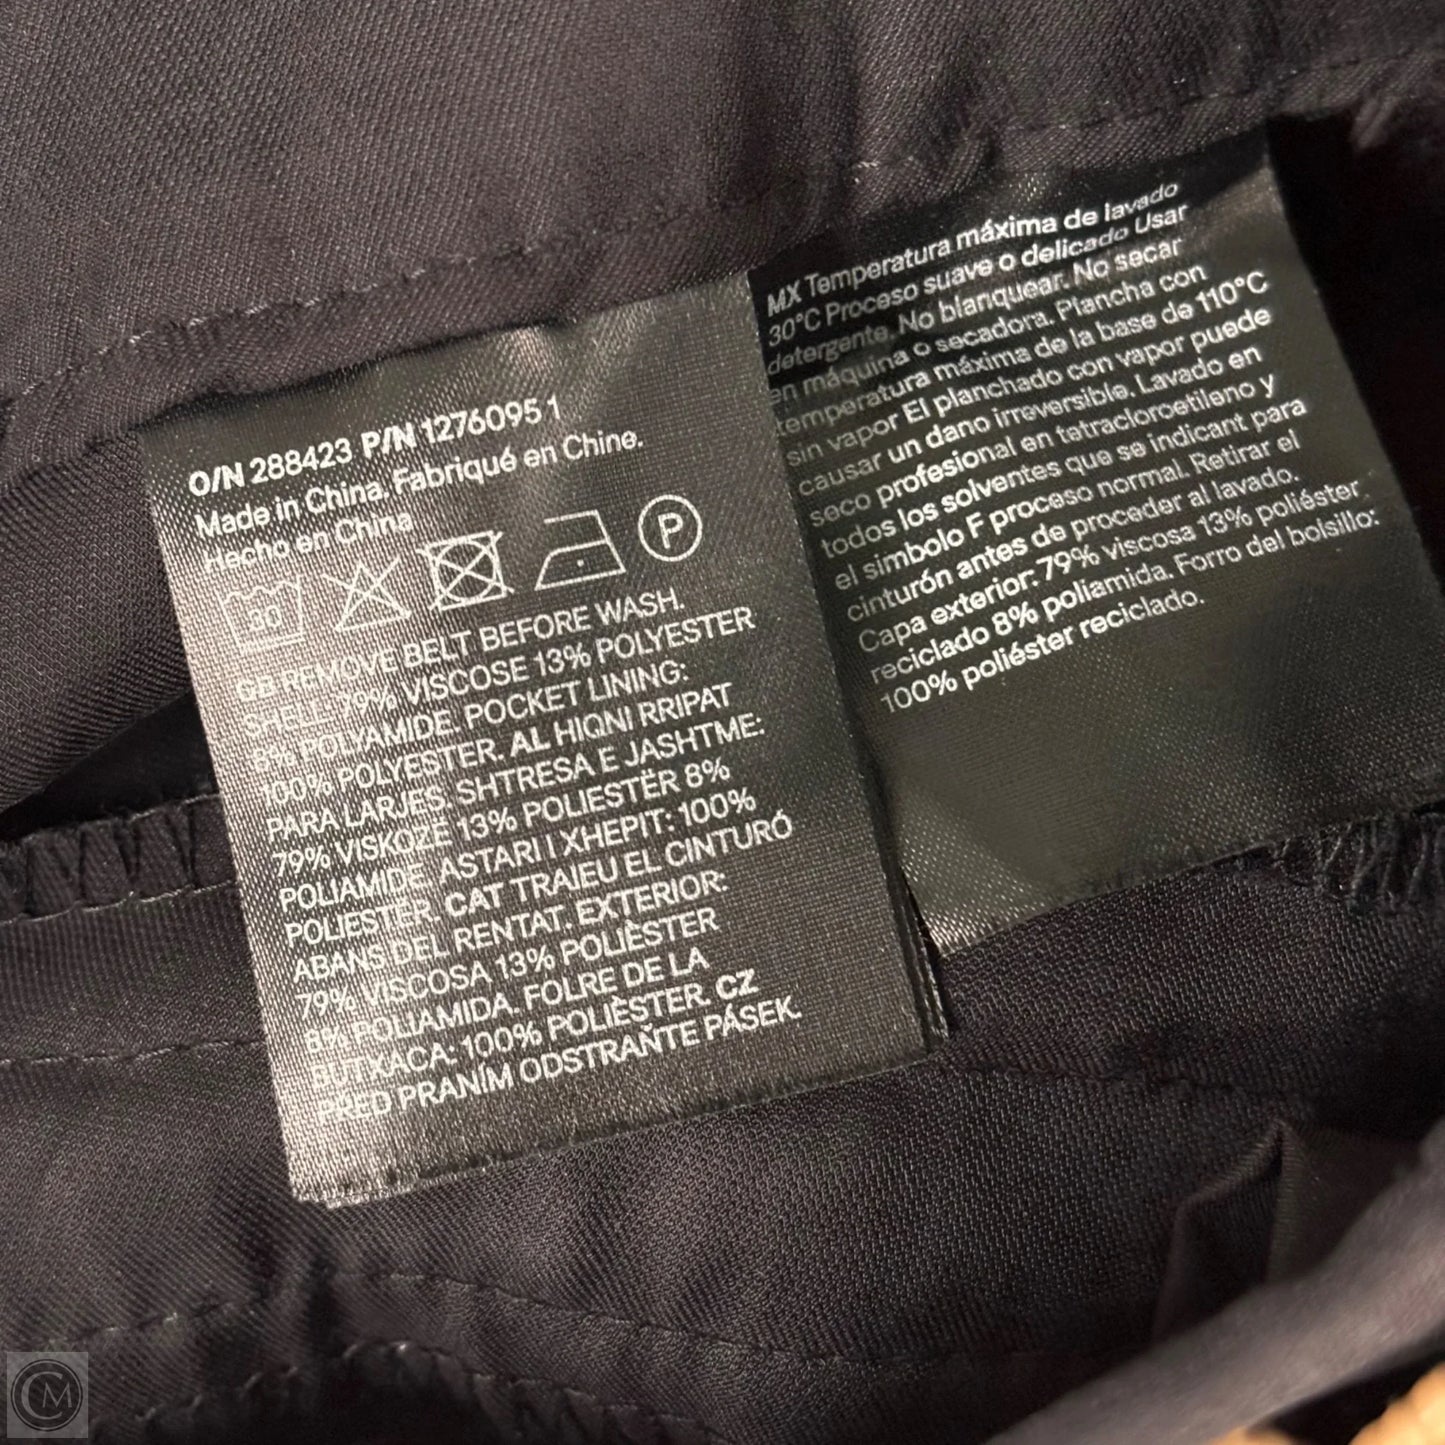 O/N 288423 P/N 1276095 1
Made in China. Fabriqué en Chine.
Hecho en China
30
P
GB REMOVE BELT BEFORE WASH.
SHELL: 79% VISCOSE 13% POLYESTER
8% POLYAMIDE. POCKET LINING:
100% POLYESTER. AL HIQNI RRIPAT
PARA LARJES. SHTRESA E JASHTME:
79% VISKOZË 13% POLIESTËR 8%
POLIAMIDE. ASTARI I XHEPIT: 100%
POLIESTËR. CAT TRAIEU EL CINTURÓ
ABANS DEL RENTAT. EXTERIOR:
79% VISCOSA 13% POLIÈSTER
8% POLIAMIDA. FOLRE DE LA
BUTXACA: 100% POLIÈSTER. CZ
PŘED PRANÍM ODSTRAŇTE PÁSEK.
MX Temperatura máxima de lavado
30°C Proceso suave o delicado Usar
detergente. No blanquear. No secar
en máquina o secadora. Plancha con
temperatura máxima de la base de 110°C
sin vapor El planchado con vapor puede
causar un dano irreversible. Lavado en
seco profesional en tetracloroetileno y
todos los solventes que se indicant para
el simbolo F proceso normal. Retirar el
cinturón antes de proceder al lavado.
Capa exterior: 79% viscosa 13% poliéster
reciclado 8% poliamida. Forro del bolsillo:
100% poliéster reciclado.
CM